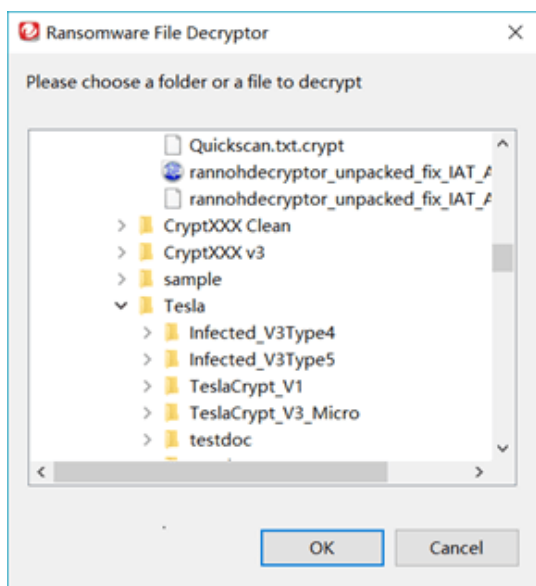 Ransomware File Decryptor
Please choose a folder or a file to decrypt
Quickscan.txt.crypt
rannohdecryptor_unpacked_fix_IAT_A
rannohdecryptor_unpacked_fix_IAT_A
CryptXXX Clean
CryptXXX v3
sample
Tesla
Infected_V3Type4
Infected_V3Type5
TeslaCrypt_V1
TeslaCrypt_V3_Micro
testdoc
OK Cancel